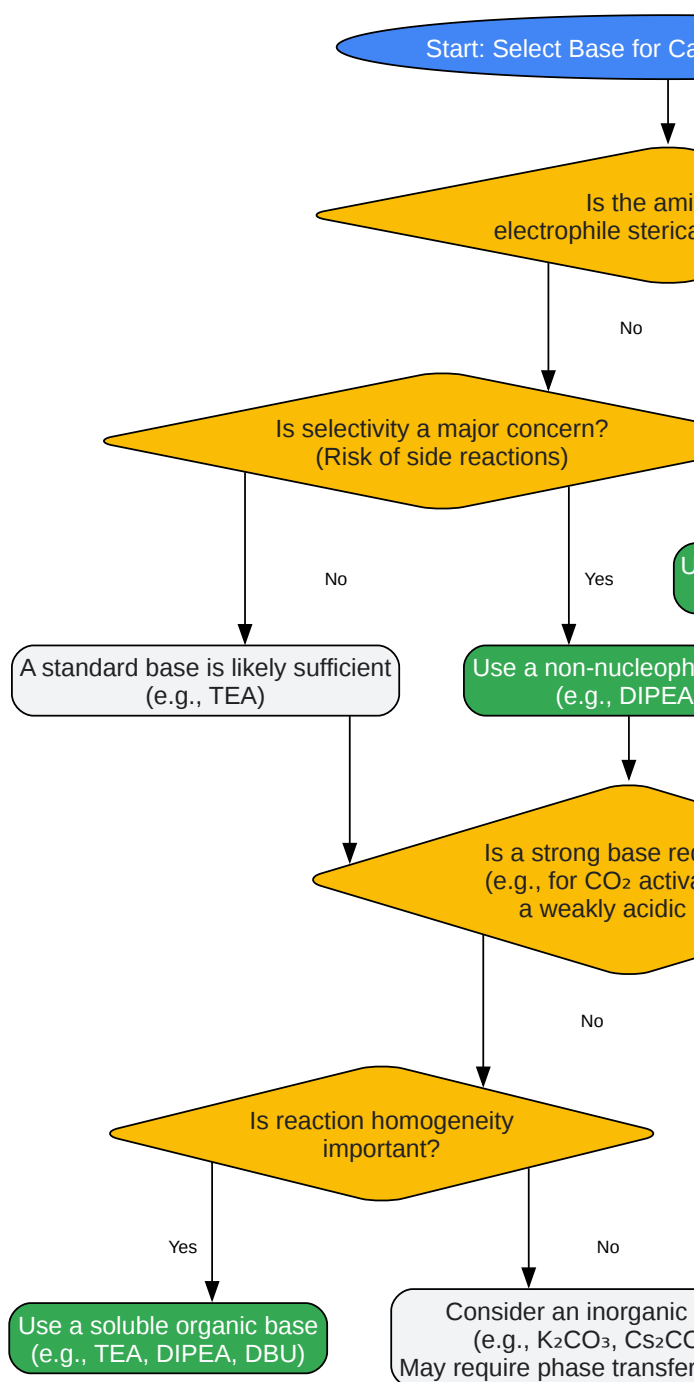 Start: Select Base for Ca
Is the ami
electrophile sterica
No
Is selectivity a major concern?
(Risk of side reactions)
No
Yes
U
A standard base is likely sufficient
(e.g., TEA)
Use a non-nucleoph
(e.g., DIPEA
Is a strong base req
(e.g., for CO₂ activa
a weakly acidic
No
Is reaction homogeneity
important?
Yes
No
Use a soluble organic base
(e.g., TEA, DIPEA, DBU)
Consider an inorganic
(e.g., K₂CO₃, Cs₂CO
May require phase transfer